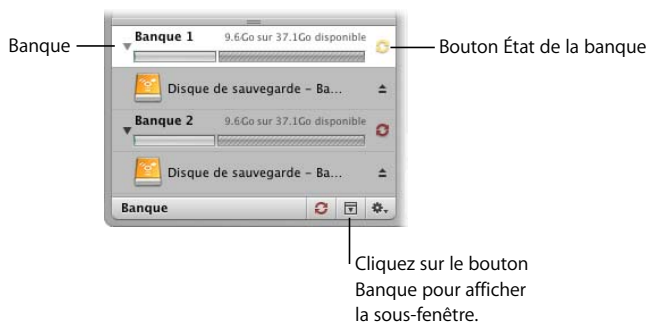 Banque
Banque 1 9.6Go sur 37.1Go disponible
Bouton État de la banque
Disque de sauvegarde – Ba...
Banque 2 9.6Go sur 37.1Go disponible
Disque de sauvegarde – Ba...
Banque
Cliquez sur le bouton
Banque pour afficher
la sous-fenêtre.